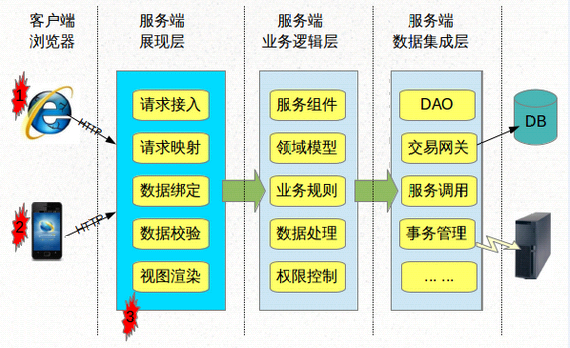 客户端
浏览器
服务端
展现层
服务端
业务逻辑层
服务端
数据集成层
1
HTTP
2
HTTP
请求接入
请求映射
数据绑定
数据校验
视图渲染
3
服务组件
领域模型
业务规则
数据处理
权限控制
DAO
交易网关
服务调用
事务管理
... ...
DB